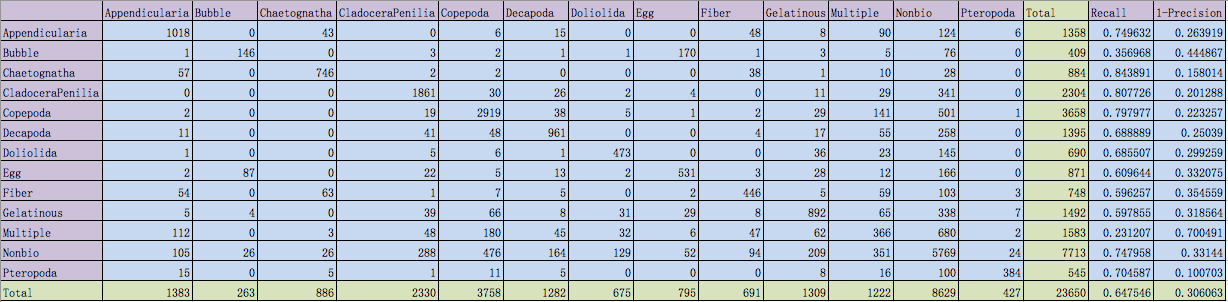 Appendicularia Bubble Chaetognatha CladoceraPenilia Copepoda Decapoda Doliolida Egg Fiber Gelatinous Multiple Nonbio Pteropoda Total Recall 1-Precision
Appendicularia 1018 0 43 0 6 15 0 0 48 8 90 124 6 1358 0.749632 0.263919
Bubble 1 146 0 3 2 1 1 170 1 3 5 76 0 409 0.356968 0.444867
Chaetognatha 57 0 746 2 2 0 0 0 38 1 10 28 0 884 0.843891 0.158014
CladoceraPenilia 0 0 0 1861 30 26 2 4 0 11 29 341 0 2304 0.807726 0.201288
Copepoda 2 0 0 19 2919 38 5 1 2 29 141 501 1 3658 0.797977 0.223257
Decapoda 11 0 0 41 48 961 0 0 4 17 55 258 0 1395 0.688889 0.25039
Doliolida 1 0 0 5 6 1 473 0 0 36 23 145 0 690 0.685507 0.299259
Egg 2 87 0 22 5 13 2 531 3 28 12 166 0 871 0.609644 0.332075
Fiber 54 0 63 1 7 5 0 2 446 5 59 103 3 748 0.596257 0.354559
Gelatinous 5 4 0 39 66 8 31 29 8 892 65 338 7 1492 0.597855 0.318564
Multiple 112 0 3 48 180 45 32 6 47 62 366 680 2 1583 0.231207 0.700491
Nonbio 105 26 26 288 476 164 129 52 94 209 351 5769 24 7713 0.747958 0.33144
Pteropoda 15 0 5 1 11 5 0 0 0 8 16 100 384 545 0.704587 0.100703
Total 1383 263 886 2330 3758 1282 675 795 691 1309 1222 8629 427 23650 0.647546 0.306063